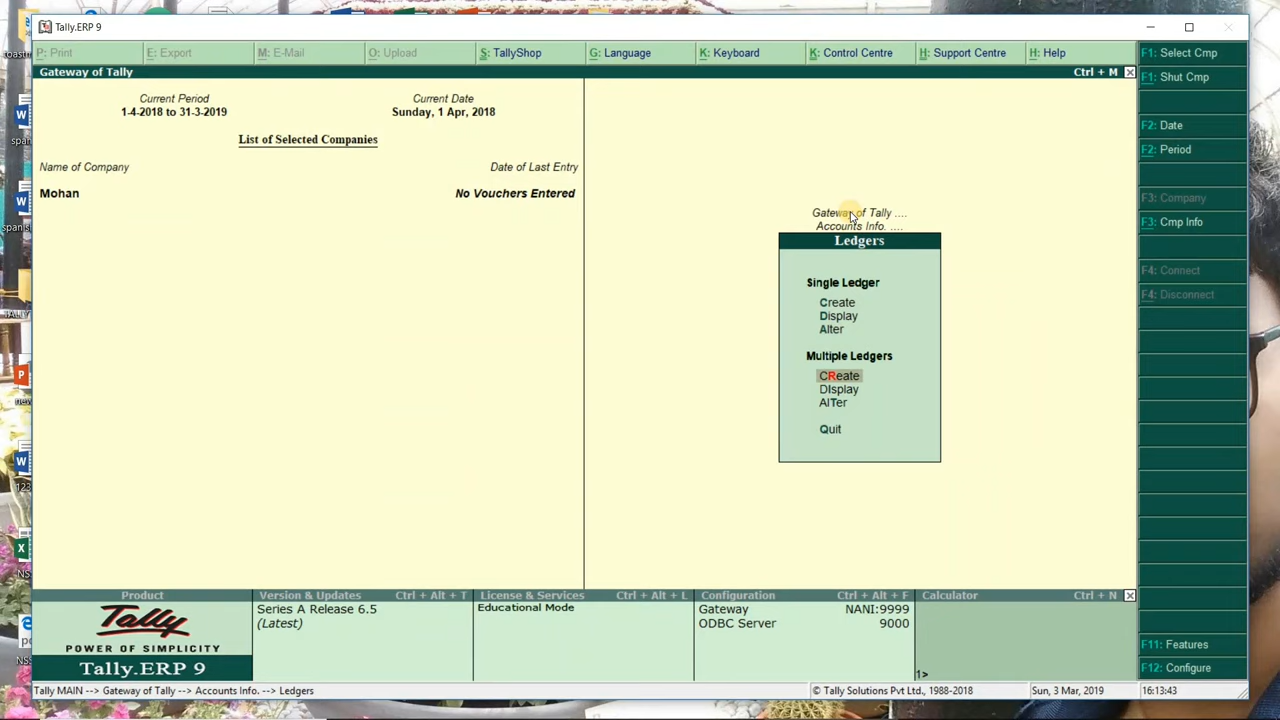 Tally.ERP 9
P: Print E: Export M: E-Mail O: Upload S: TallyShop G: Language K: Keyboard K: Control Centre H: Support Centre H: Help
Gateway of Tally Ctrl + M
Current Period Current Date
1-4-2018 to 31-3-2019 Sunday, 1 Apr, 2018
List of Selected Companies
Name of Company Date of Last Entry
Mohan No Vouchers Entered
Gateway of Tally ....
Accounts Info. ....
Ledgers
Single Ledger
Create
Display
Alter
Multiple Ledgers
CReate
DIsplay
AlTer
Quit
F1: Select Cmp
F1: Shut Cmp
F2: Date
F2: Period
F3: Company
F3: Cmp Info
F4: Connect
F4: Disconnect
F11: Features
F12: Configure
Product
Tally
POWER OF SIMPLICITY
Tally.ERP 9
Version & Updates Ctrl + Alt + T
Series A Release 6.5
(Latest)
License & Services Ctrl + Alt + L
Educational Mode
Configuration Ctrl + Alt + F
Gateway NANI:9999
ODBC Server 9000
Calculator Ctrl + N
1>
Tally MAIN --> Gateway of Tally --> Accounts Info. --> Ledgers © Tally Solutions Pvt Ltd., 1988-2018 Sun, 3 Mar, 2019 16:13:43